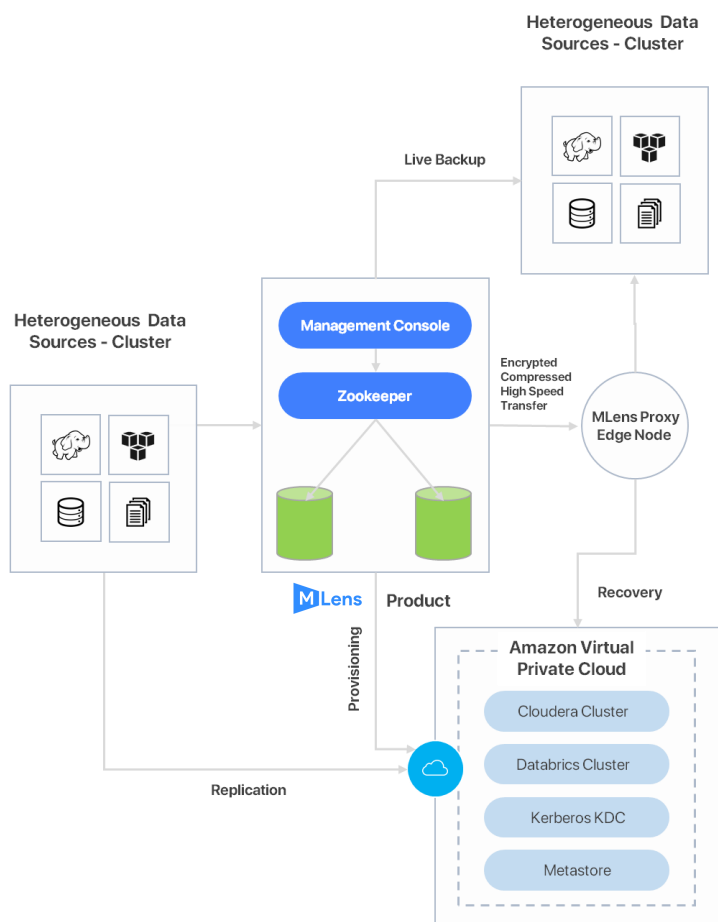 Heterogeneous Data
Sources - Cluster
Live Backup
Heterogeneous Data
Sources - Cluster
Management Console
Zookeeper
Encrypted
Compressed
High Speed
Transfer
MLens Proxy
Edge Node
MLens Product
Provisioning
Recovery
Replication
Amazon Virtual
Private Cloud
Cloudera Cluster
Databrics Cluster
Kerberos KDC
Metastore